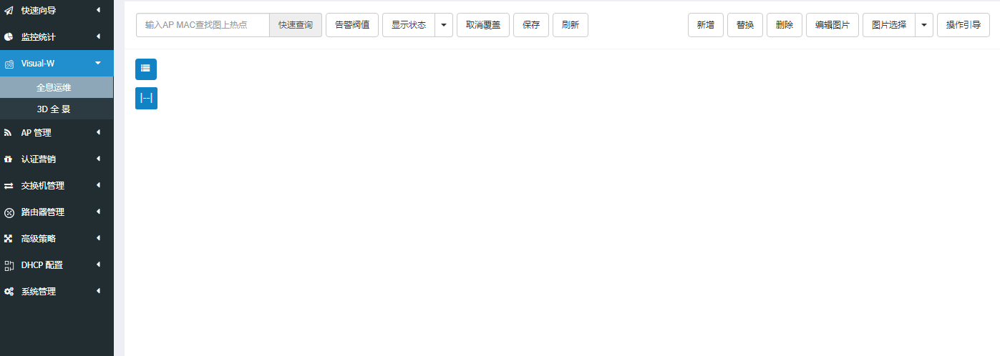 快速向导
监控统计
Visual-W
全息运维
3D 全 景
AP 管理
认证营销
交换机管理
路由器管理
高级策略
DHCP 配置
系统管理
输入AP MAC查找图上热点 快速查询 告警阀值 显示状态 取消覆盖 保存 刷新 新增 替换 删除 编辑图片 图片选择 操作引导
|--|